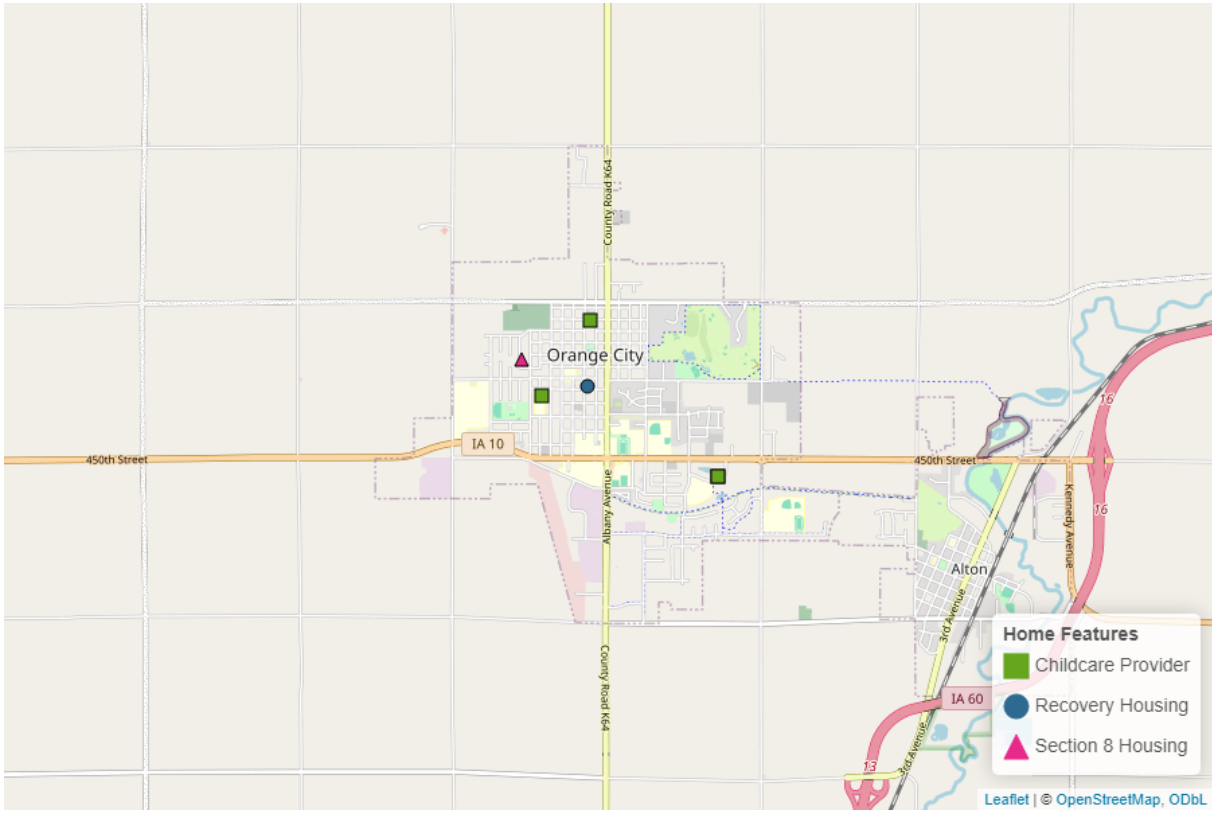 County Road K64
Orange City
IA 10
450th Street
450th Street
16
16
Albany Avenue
Kennedy Avenue
Alton
3rd Avenue
County Road K64
IA 60
3rd Avenue
13
Home Features
Childcare Provider
Recovery Housing
Section 8 Housing
Leaflet | © OpenStreetMap, ODbL